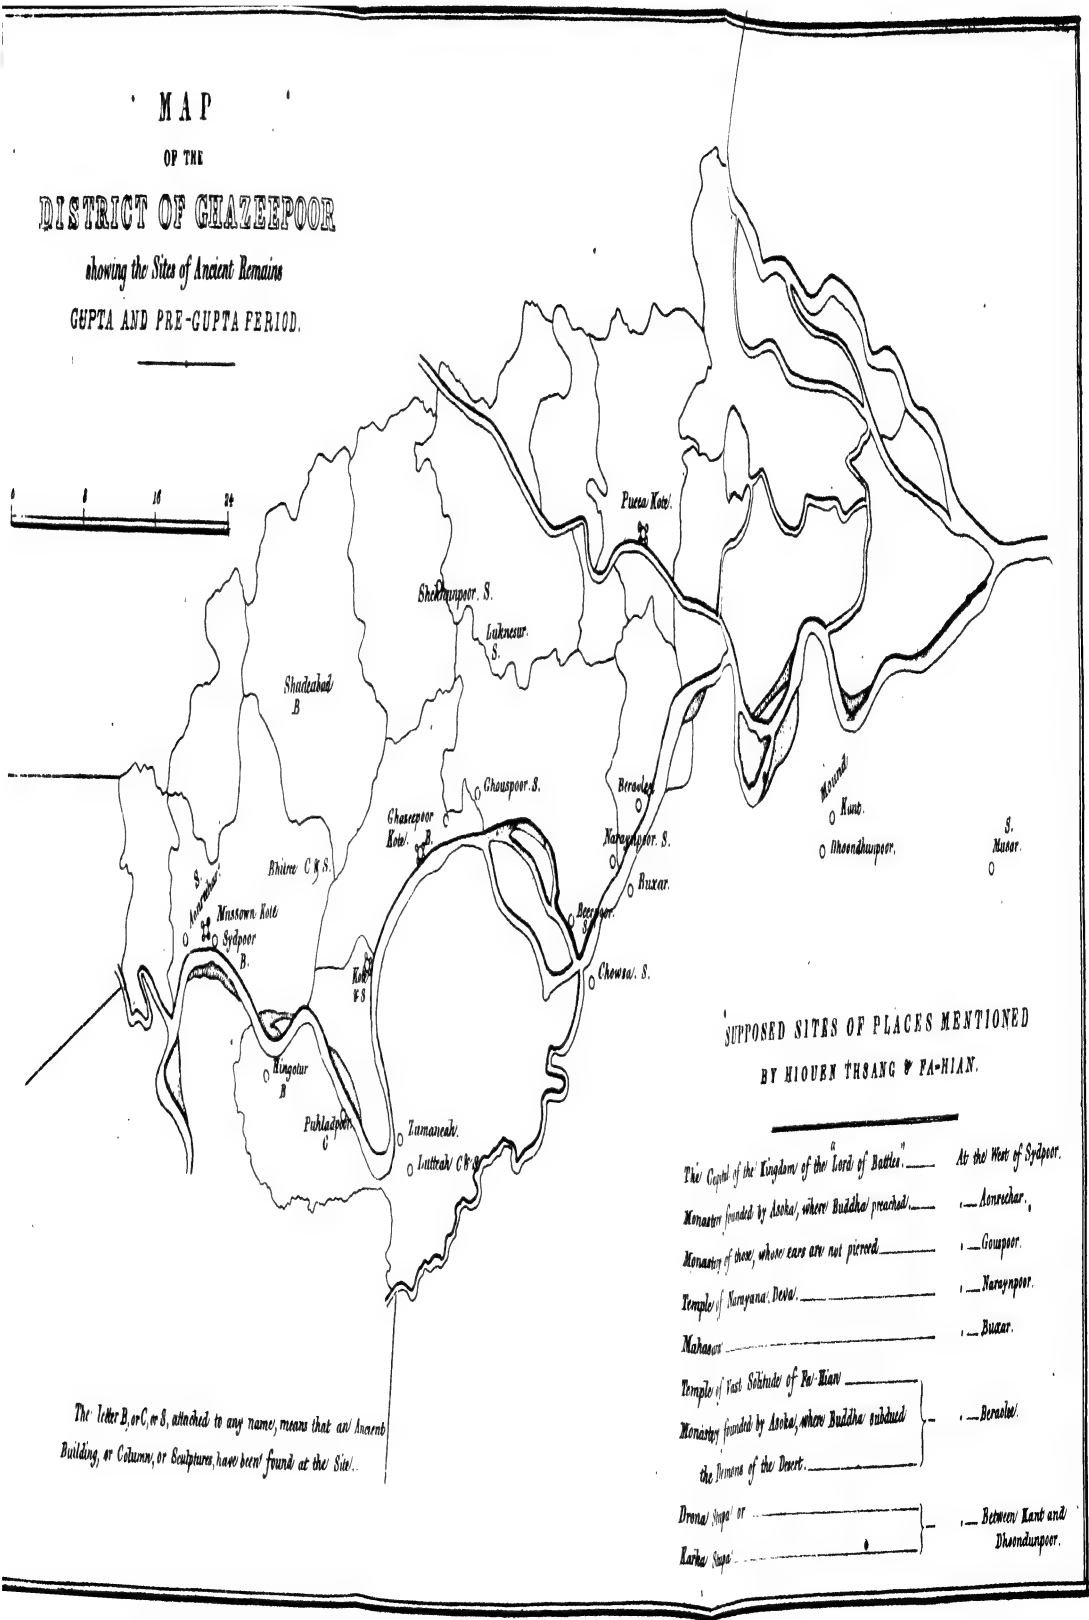 MAP
OF THE
DISTRICT OF GHAZEEPOOR
showing the Sites of Ancient Remains
GUPTA AND PRE-GUPTA PERIOD.
0 8 16 24
Pucca Kote.
Shekhunpoor. S.
Luknesur.
S.
Shadeabad
B
Ghouspoor. S.
Ghazeepoor
Kote. B.
Beraolee
Naraynpoor. S.
Buxar.
Mound
Kant.
Dhoondhunpoor.
S.
Musar.
Bhitree C & S.
S.
Aonrechar.
Mussown Kote
Sydpoor
B.
Beerpoor.
S.
Chowsa. S.
Kote
& S
Hingotur
B
Puhladpoor
C
Zumaneah.
Lutteah C & S
SUPPOSED SITES OF PLACES MENTIONED
BY HIOUEN THSANG & FA-HIAN.
The Capital of the Kingdom of the "Lord of Battles". At the West of Sydpoor.
Monastery founded by Asoka, where Buddha preached. " Aonrechar.
Monastery of those, whose ears are not pierced " Gouspoor.
Temple of Narayana Deva. " Naraynpoor.
Mahasara " Buxar.
Temple of Vast Solitude of Fa-Hian
Monastery founded by Asoka, where Buddha subdued " Beraolee.
the Demons of the Desert.
Drona Stupa or " Between Kant and
Karka Stupa Dhoondunpoor.
The letter B, or C, or S, attached to any name, means that an Ancient
Building, or Column, or Sculptures, have been found at the Site.